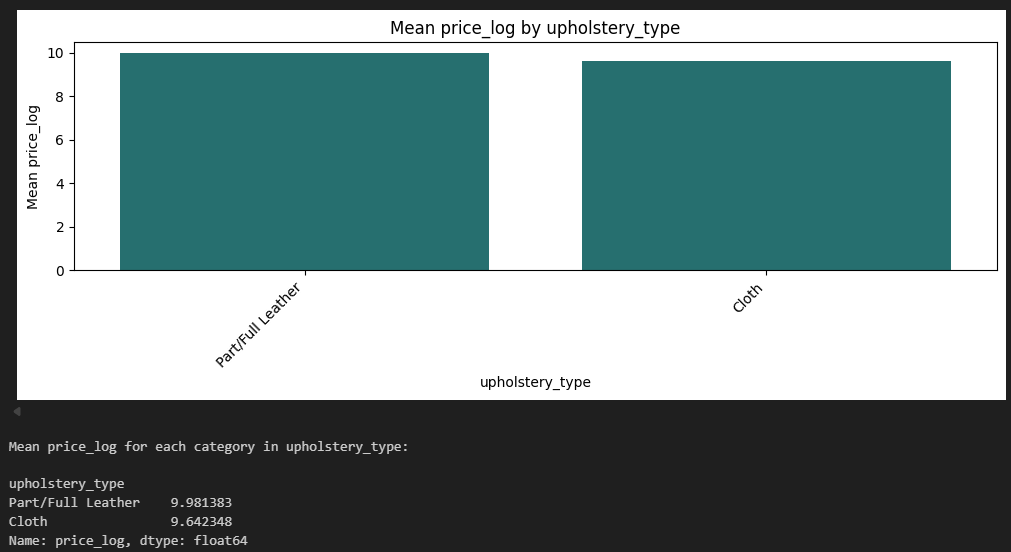 Mean price_log by upholstery_type
Mean price_log
10
8
6
4
2
0
Part/Full Leather
Cloth
upholstery_type
Mean price_log for each category in upholstery_type:
upholstery_type
Part/Full Leather    9.981383
Cloth                9.642348
Name: price_log, dtype: float64